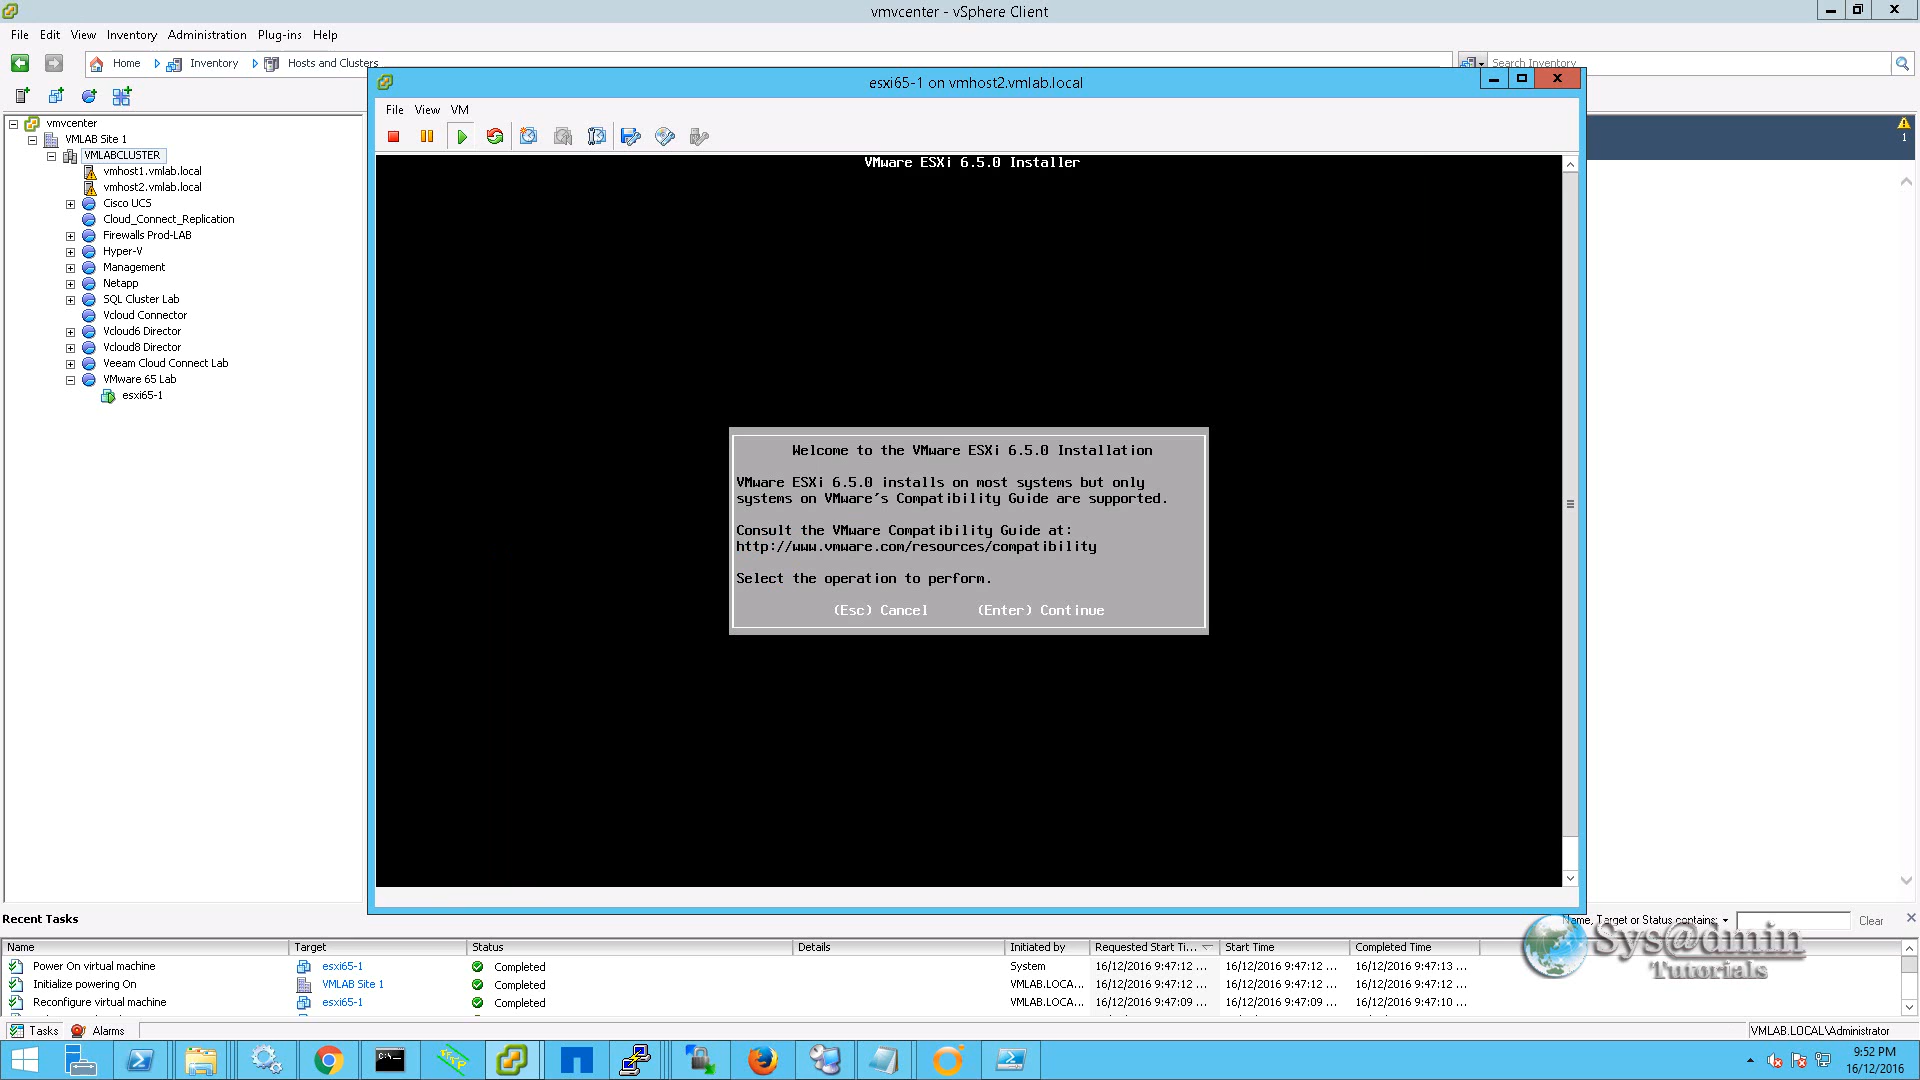 vmvcenter - vSphere Client
File Edit View Inventory Administration Plug-ins Help
Home Inventory Hosts and Clusters
Search Inventory
esxi65-1 on vmhost2.vmlab.local
File View VM
1
vmvcenter
VMLAB Site 1
VMLABCLUSTER
vmhost1.vmlab.local
vmhost2.vmlab.local
Cisco UCS
Cloud_Connect_Replication
Firewalls Prod-LAB
Hyper-V
Management
Netapp
SQL Cluster Lab
Vcloud Connector
Vcloud6 Director
Vcloud8 Director
Veeam Cloud Connect Lab
VMware 65 Lab
esxi65-1
VMware ESXi 6.5.0 Installer
Welcome to the VMware ESXi 6.5.0 Installation
VMware ESXi 6.5.0 installs on most systems but only
systems on VMware's Compatibility Guide are supported.
Consult the VMware Compatibility Guide at:
http://www.vmware.com/resources/compatibility
Select the operation to perform.
(Esc) Cancel (Enter) Continue
Recent Tasks
Name, Target or Status contains: Clear
Name Target Status Details Initiated by Requested Start Ti... Start Time Completed Time
Power On virtual machine esxi65-1 Completed System 16/12/2016 9:47:12 ... 16/12/2016 9:47:12 ... 16/12/2016 9:47:13 ...
Initialize powering On VMLAB Site 1 Completed VMLAB.LOCA... 16/12/2016 9:47:12 ... 16/12/2016 9:47:12 ... 16/12/2016 9:47:12 ...
Reconfigure virtual machine esxi65-1 Completed VMLAB.LOCA... 16/12/2016 9:47:09 ... 16/12/2016 9:47:09 ... 16/12/2016 9:47:10 ...
Sys@dmin
Tutorials
Tasks Alarms
VMLAB.LOCAL\Administrator
9:52 PM
16/12/2016